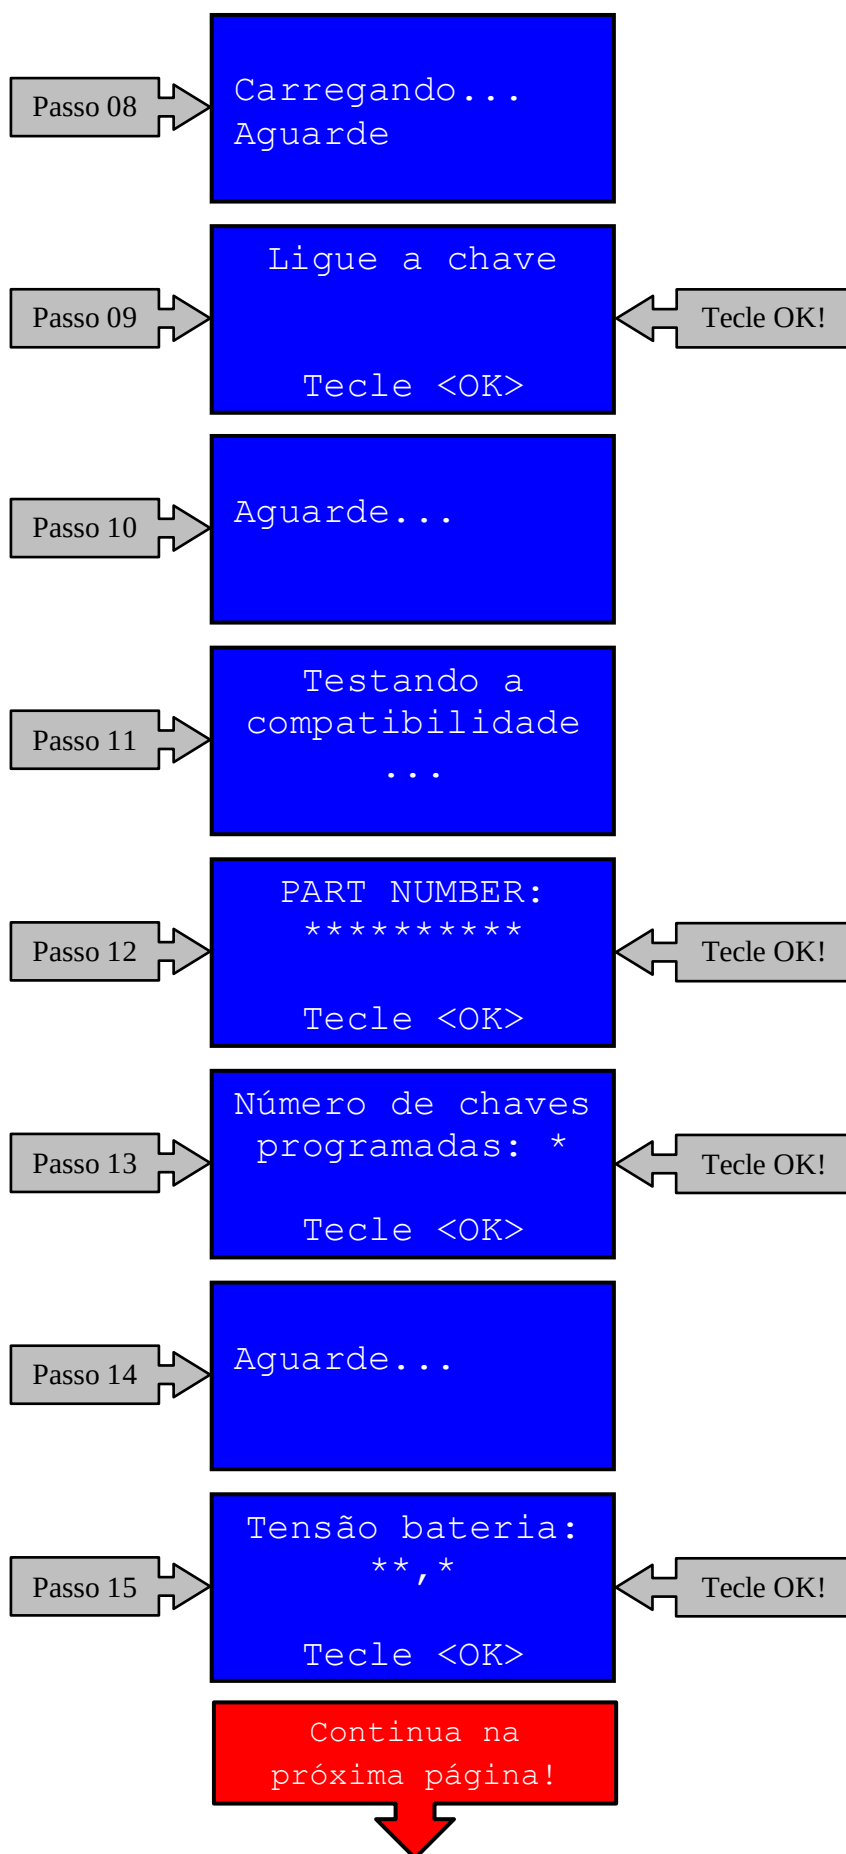 Passo 08
Carregando...
Aguarde
Passo 09
Ligue a chave
Tecle <OK>
Tecle OK!
Passo 10
Aguarde...
Passo 11
Testando a
compatibilidade
...
Passo 12
PART NUMBER:
**********
Tecle <OK>
Tecle OK!
Passo 13
Número de chaves
programadas: *
Tecle <OK>
Tecle OK!
Passo 14
Aguarde...
Passo 15
Tensão bateria:
**,*
Tecle <OK>
Tecle OK!
Continua na
próxima página!